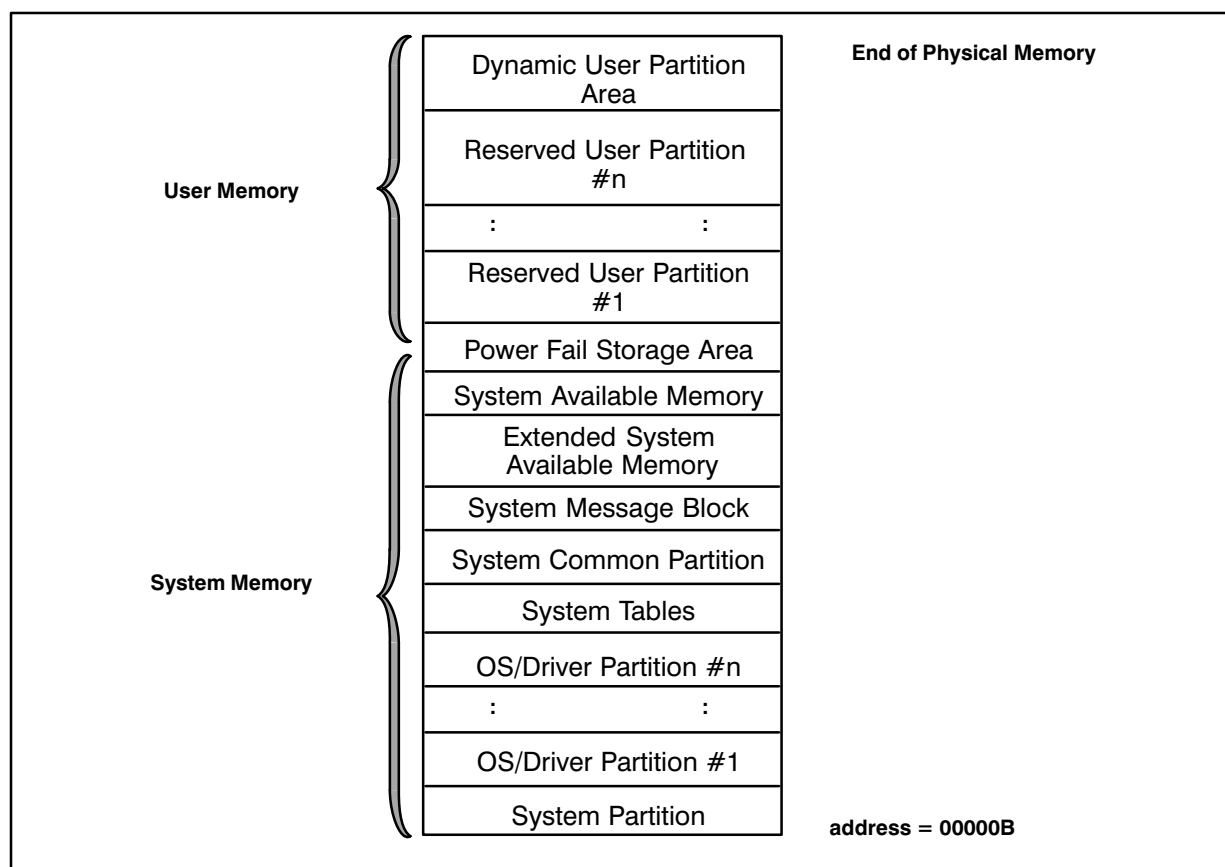 Dynamic User Partition
Area
End of Physical Memory
Reserved User Partition
#n
User Memory
:                    :
Reserved User Partition
#1
Power Fail Storage Area
System Available Memory
Extended System
Available Memory
System Message Block
System Common Partition
System Memory
System Tables
OS/Driver Partition #n
:                    :
OS/Driver Partition #1
System Partition
address = 00000B